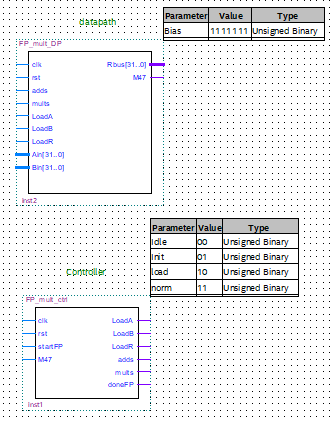 datapath
Parameter Value Type
Bias 1111111 Unsigned Binary
FP_mult_DP
clk Rbus[31..0]
rst M47
adds
mults
LoadA
LoadB
LoadR
Ain[31..0]
Bin[31..0]
inst2
Parameter Value Type
Idle 00 Unsigned Binary
Init 01 Unsigned Binary
load 10 Unsigned Binary
norm 11 Unsigned Binary
Controller
FP_mult_ctrl
clk LoadA
rst LoadB
startFP LoadR
M47 adds
mults
doneFP
inst1